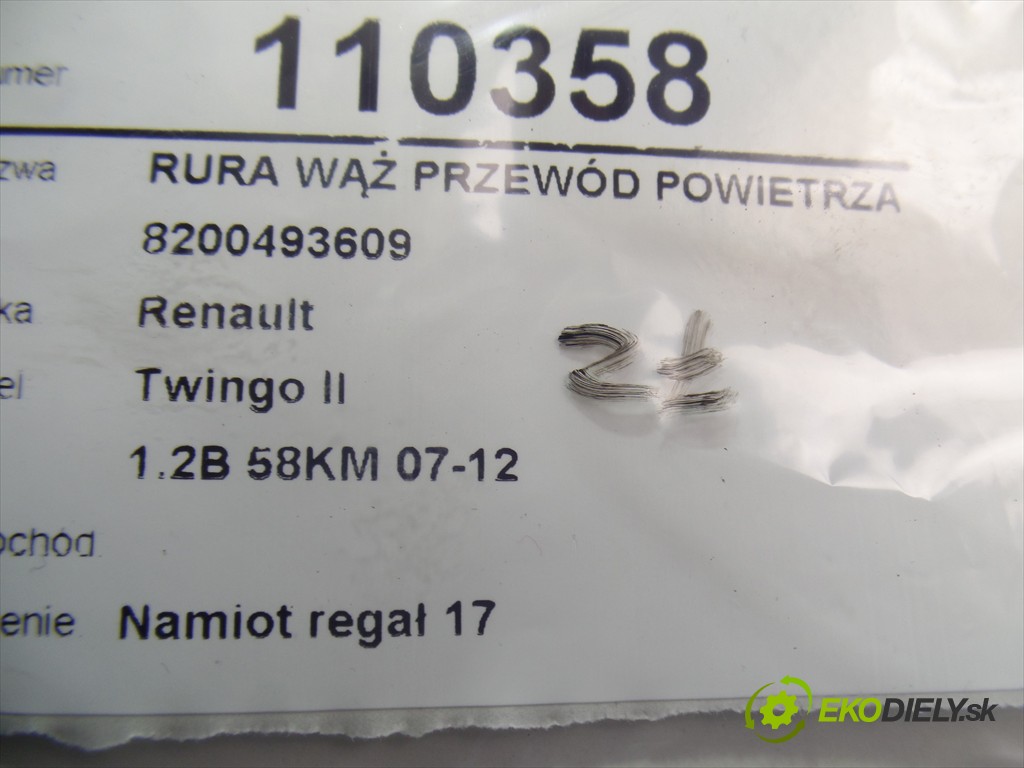 umer 110358
zwa RURA WĄŻ PRZEWÓD POWIETRZA
8200493609
ka Renault
el Twingo II
1.2B 58KM 07-12
ochód
enie Namiot regał 17
EKODIELY.sk